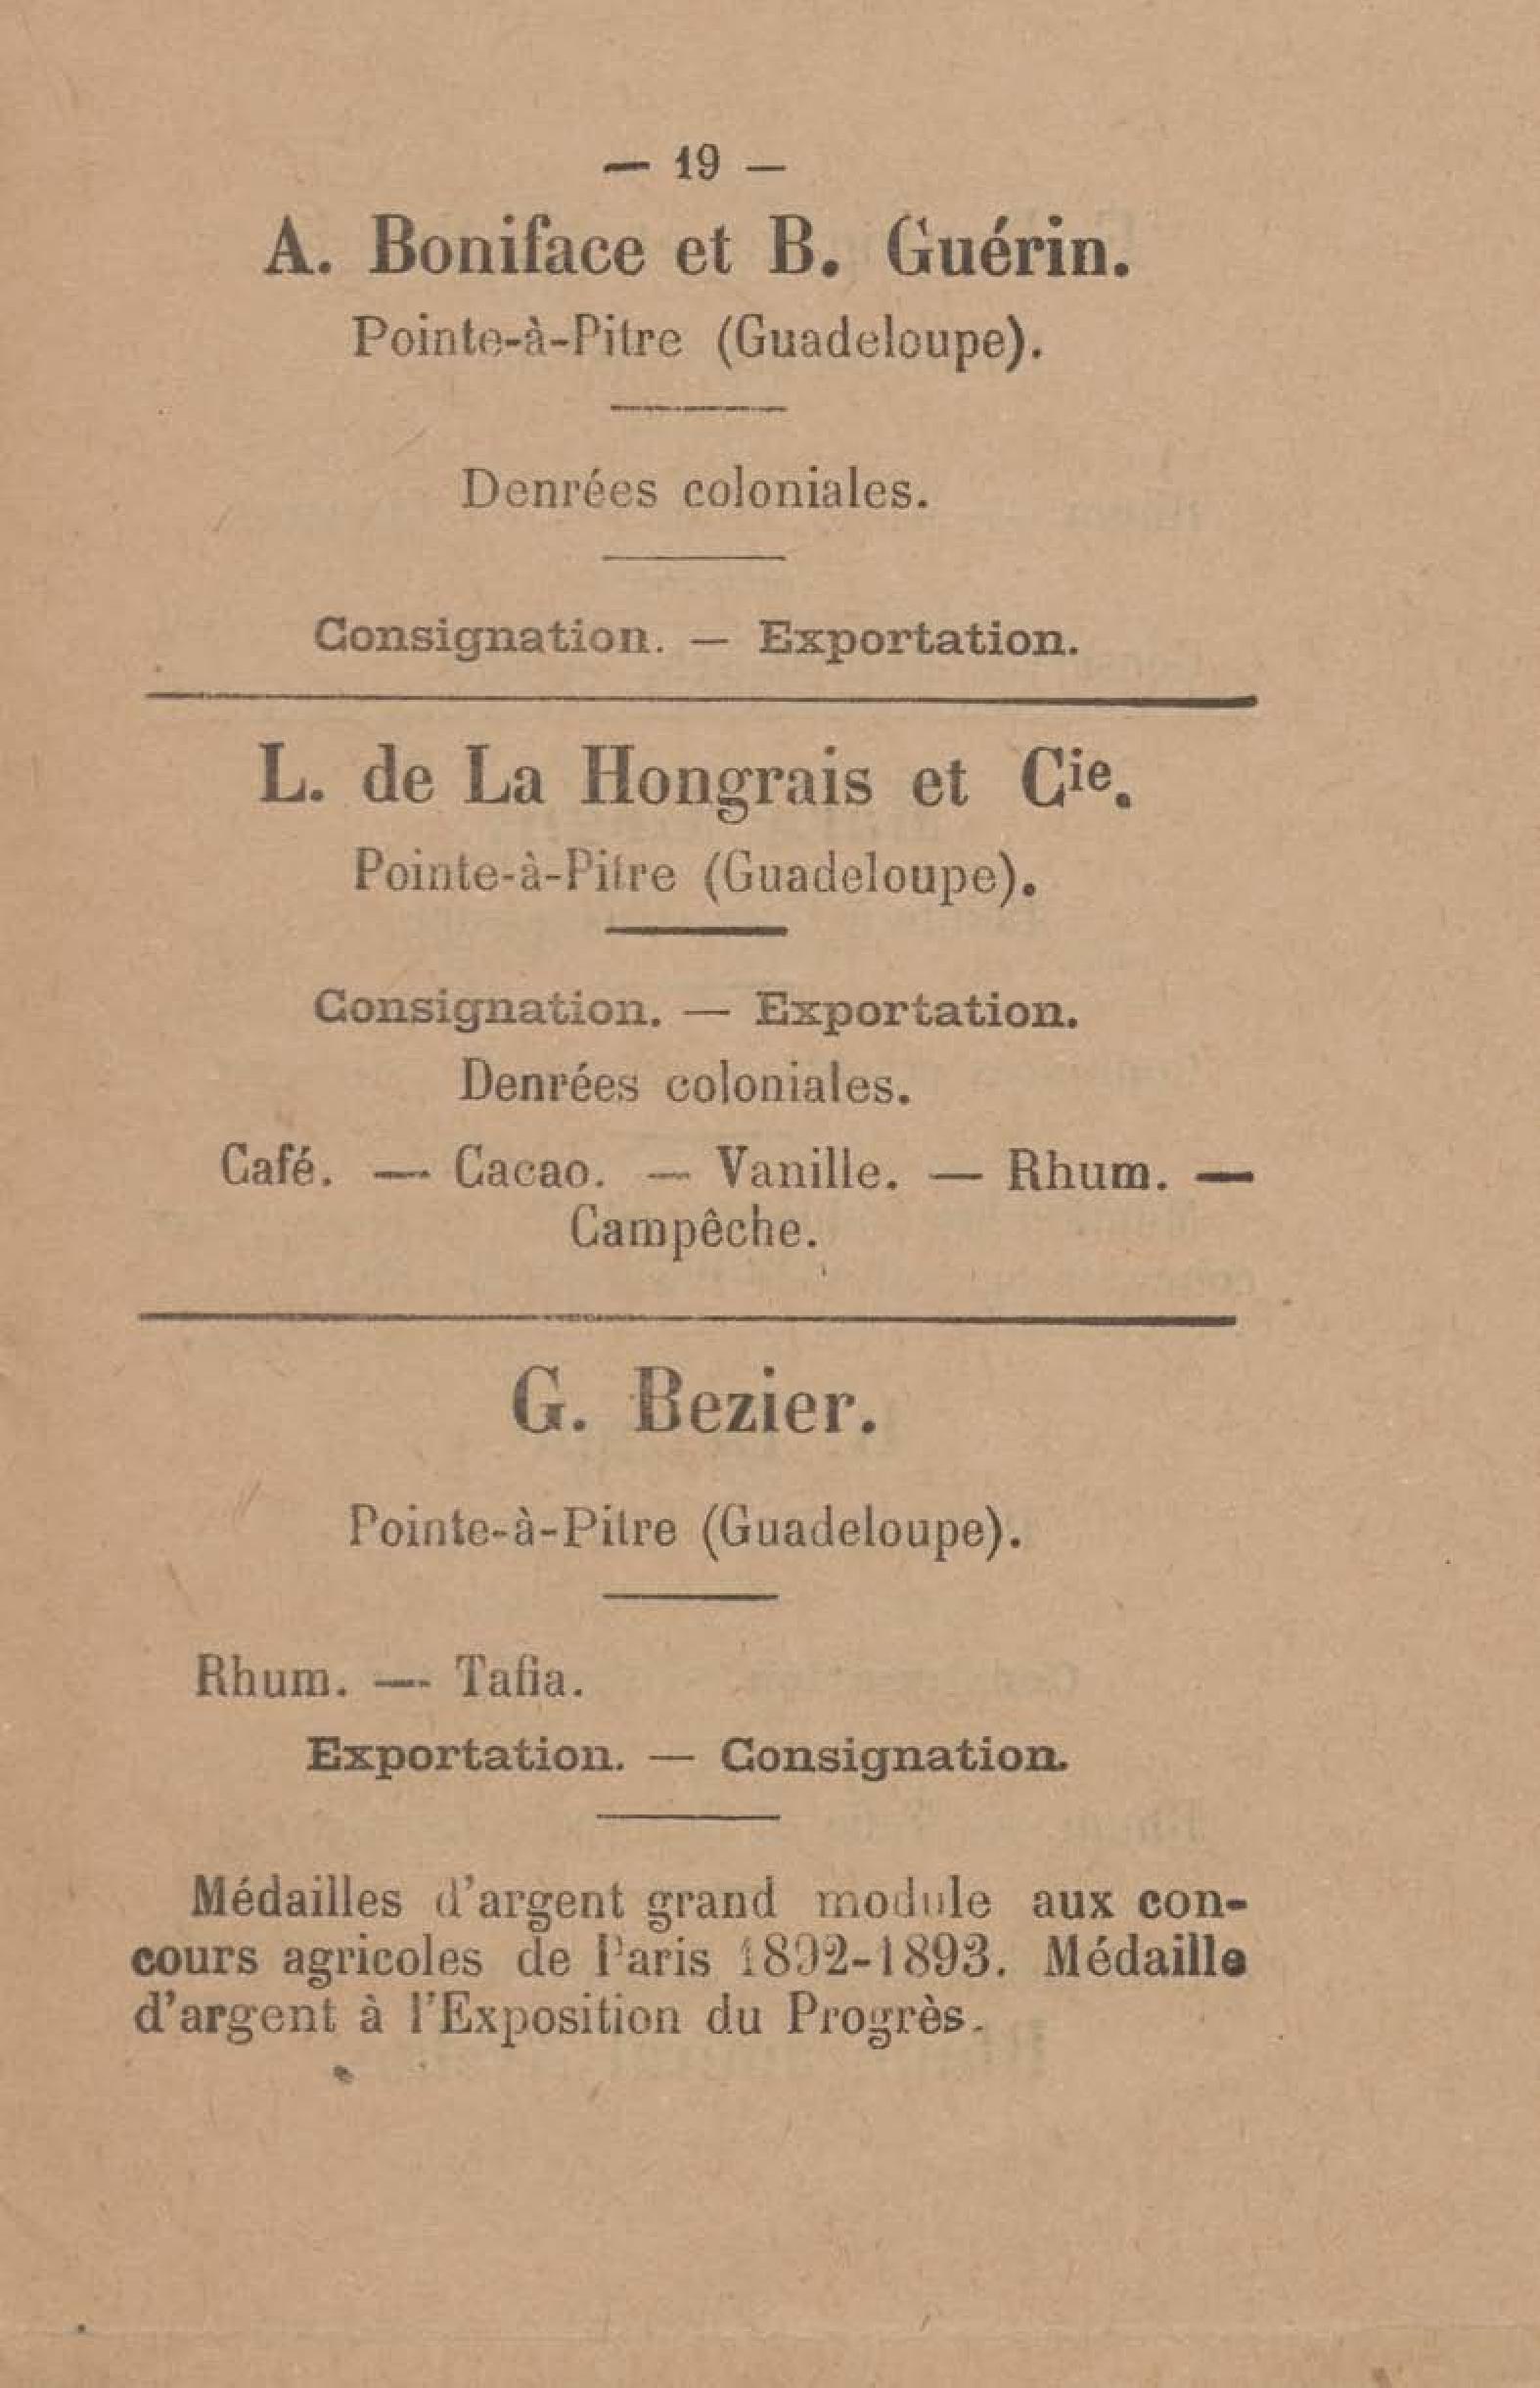 — 19 —
A. Boniface et B. Guérin.
Pointe-à-Pitre (Guadeloupe).
Denrées coloniales.
Consignation. — Exportation.
L. de La Hongrais et Cie.
Pointe-à-Pitre (Guadeloupe).
Consignation. — Exportation.
Denrées coloniales.
Café. — Cacao. — Vanille. — Rhum. —
Campêche.
G. Bezier.
Pointe-à-Pitre (Guadeloupe).
Rhum. — Tafia.
Exportation. — Consignation.
Médailles d'argent grand module aux con-
cours agricoles de Paris 1892-1893. Médaille
d'argent à l'Exposition du Progrès.